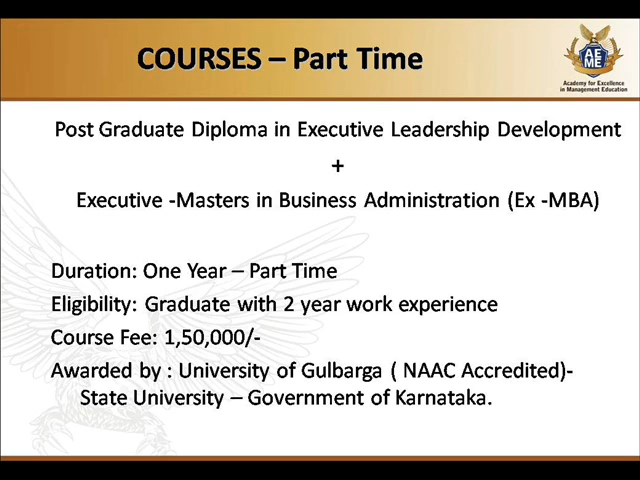 COURSES – Part Time
AE
ME
Academy for Excellence
in Management Education
Post Graduate Diploma in Executive Leadership Development
+
Executive -Masters in Business Administration (Ex -MBA)
Duration: One Year – Part Time
Eligibility: Graduate with 2 year work experience
Course Fee: 1,50,000/-
Awarded by : University of Gulbarga ( NAAC Accredited)-
State University – Government of Karnataka.